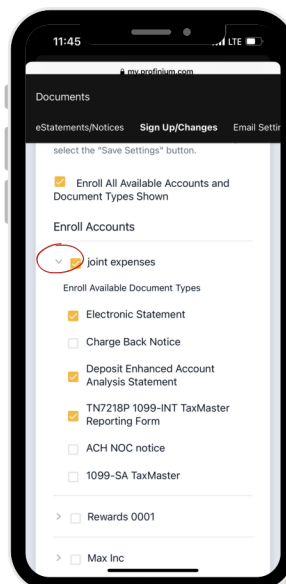 11:45
LTE
my.profinium.com
Documents
eStatements/Notices Sign Up/Changes Email Settin
select the "Save Settings" button.
Enroll All Available Accounts and
Document Types Shown
Enroll Accounts
joint expenses
Enroll Available Document Types
Electronic Statement
Charge Back Notice
Deposit Enhanced Account
Analysis Statement
TN7218P 1099-INT TaxMaster
Reporting Form
ACH NOC notice
1099-SA TaxMaster
Rewards 0001
Max Inc